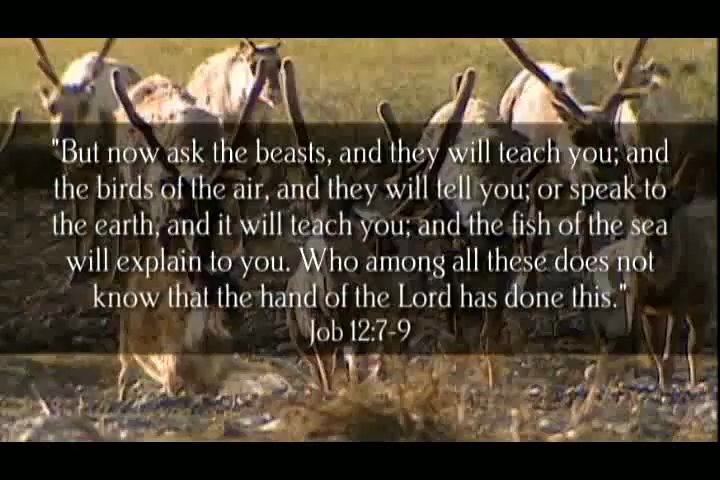 "But now ask the beasts, and they will teach you; and
the birds of the air, and they will tell you; or speak to
the earth, and it will teach you; and the fish of the sea
will explain to you. Who among all these does not
know that the hand of the Lord has done this."
Job 12:7-9